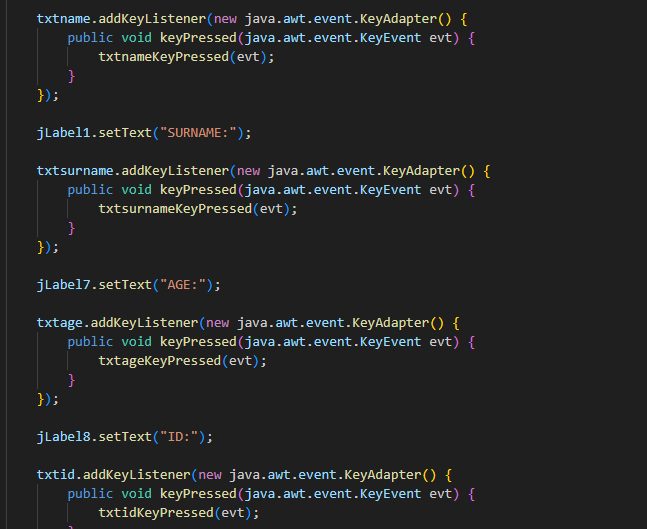 txtname.addKeyListener(new java.awt.event.KeyAdapter() {
    public void keyPressed(java.awt.event.KeyEvent evt) {
        txtnameKeyPressed(evt);
    }
});

jLabel1.setText("SURNAME:");

txtsurname.addKeyListener(new java.awt.event.KeyAdapter() {
    public void keyPressed(java.awt.event.KeyEvent evt) {
        txtsurnameKeyPressed(evt);
    }
});

jLabel7.setText("AGE:");

txtage.addKeyListener(new java.awt.event.KeyAdapter() {
    public void keyPressed(java.awt.event.KeyEvent evt) {
        txtageKeyPressed(evt);
    }
});

jLabel8.setText("ID:");

txtid.addKeyListener(new java.awt.event.KeyAdapter() {
    public void keyPressed(java.awt.event.KeyEvent evt) {
        txtidKeyPressed(evt);
    }